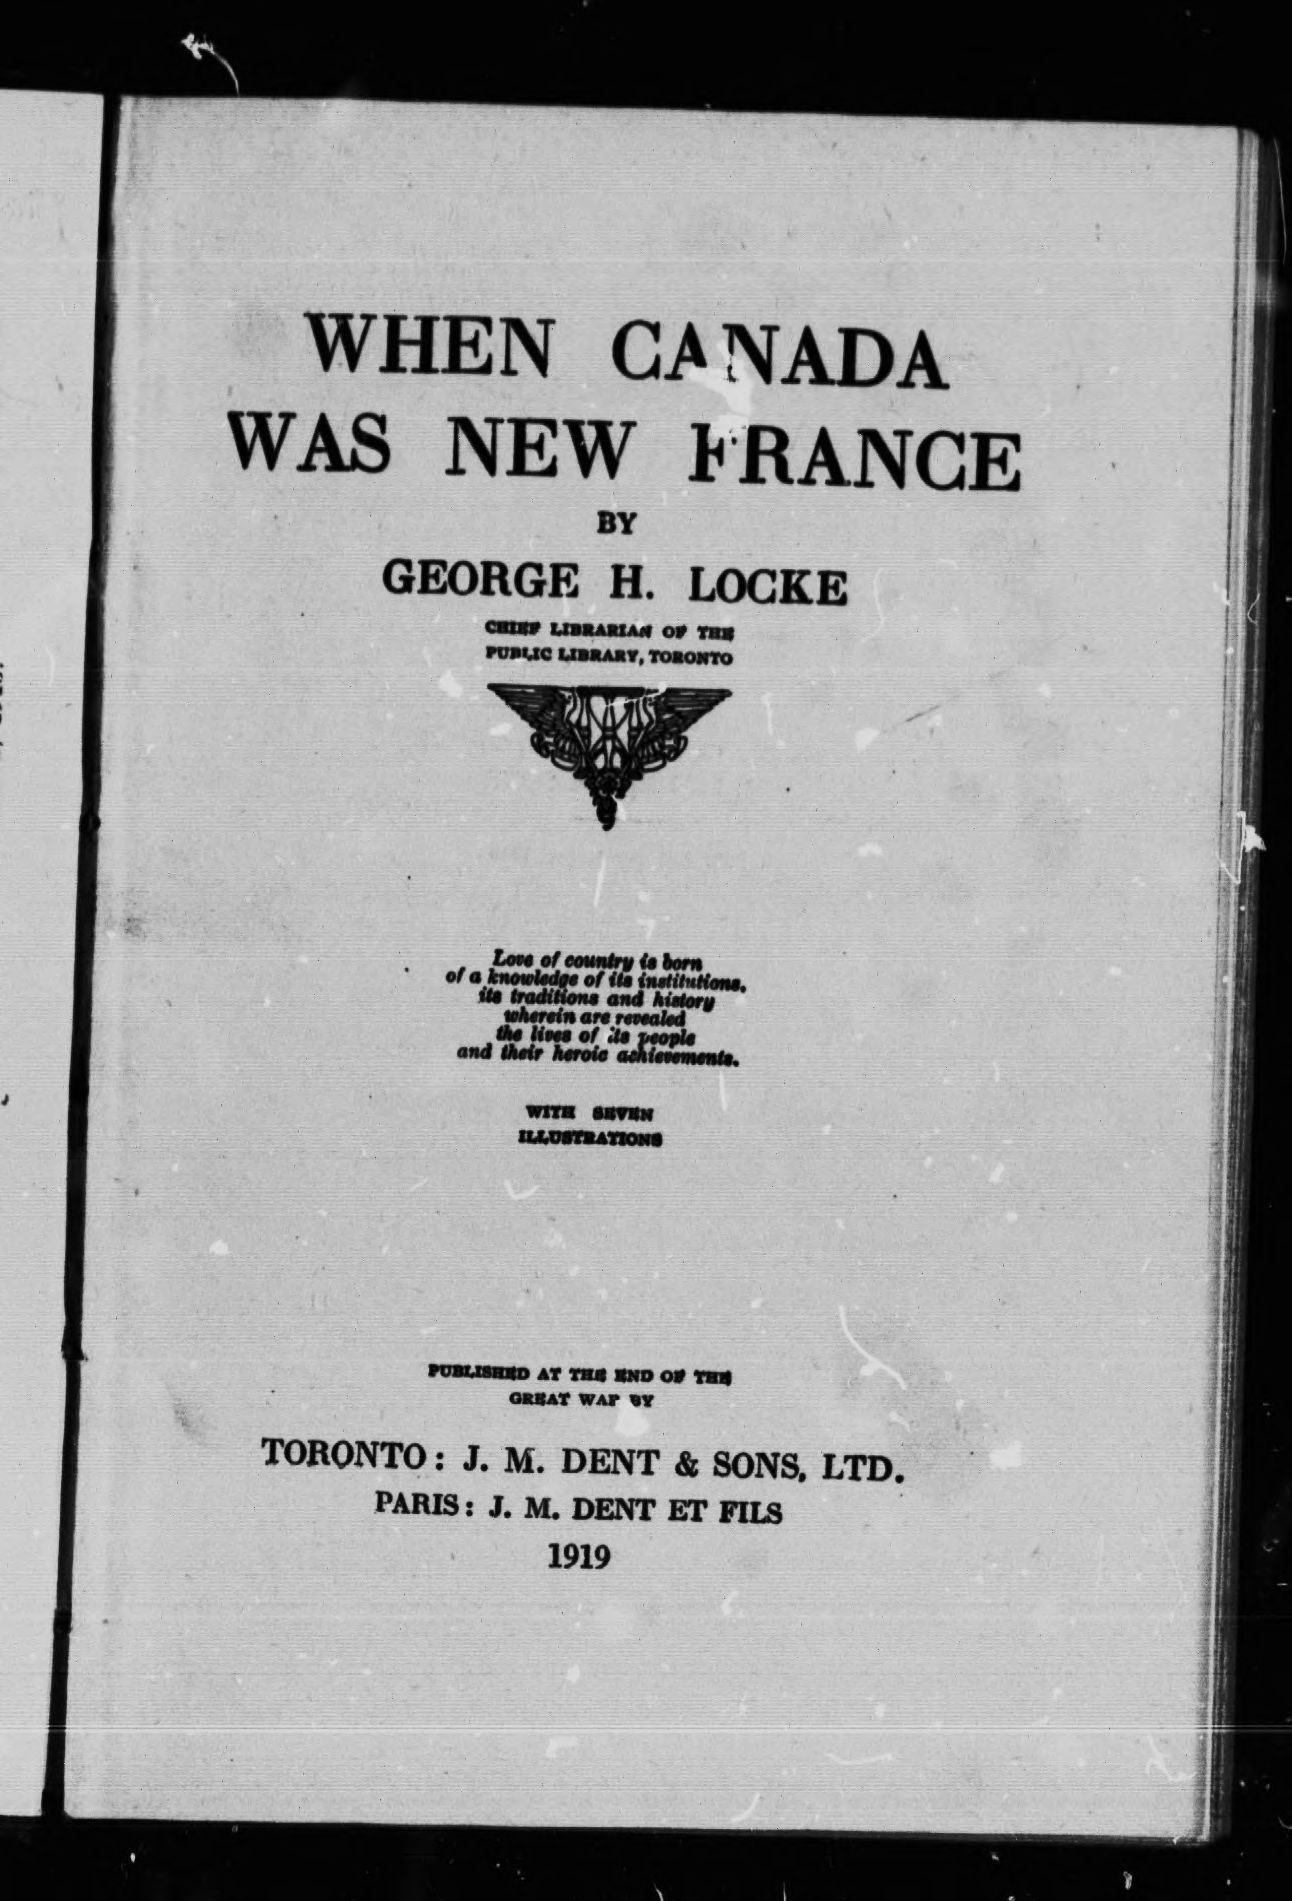 WHEN CANADA
WAS NEW FRANCE
BY
GEORGE H. LOCKE
CHIEF LIBRARIAN OF THE
PUBLIC LIBRARY, TORONTO
Love of country is born
of a knowledge of its institutions,
its traditions and history
wherein are revealed
the lives of its people
and their heroic achievements.
WITH SEVEN
ILLUSTRATIONS
PUBLISHED AT THE END OF THE
GREAT WAR BY
TORONTO: J. M. DENT & SONS, LTD.
PARIS: J. M. DENT ET FILS
1919